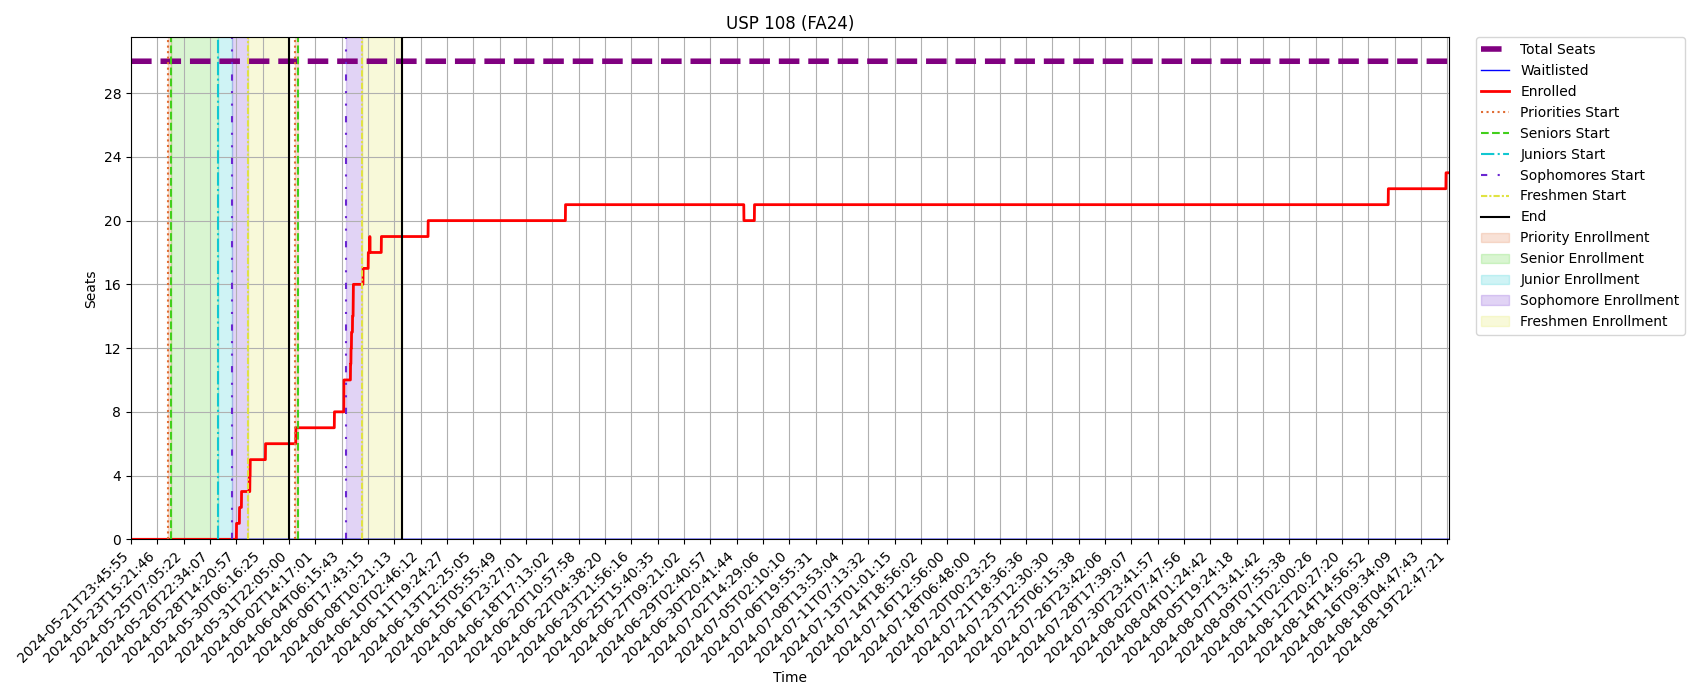 USP 108 (FA24)
Seats
28
24
20
16
12
8
4
0
2024-05-21T23:45:55
2024-05-23T15:21:46
2024-05-25T07:05:22
2024-05-26T22:34:07
2024-05-28T14:20:57
2024-05-30T06:16:25
2024-05-31T22:05:00
2024-06-02T14:17:01
2024-06-04T06:15:43
2024-06-06T17:43:15
2024-06-08T10:21:13
2024-06-10T02:46:12
2024-06-11T19:24:27
2024-06-13T12:25:05
2024-06-15T05:55:49
2024-06-16T23:27:01
2024-06-18T17:13:02
2024-06-20T10:57:58
2024-06-22T04:38:20
2024-06-23T21:56:16
2024-06-25T15:40:35
2024-06-27T09:21:02
2024-06-29T02:40:57
2024-06-30T20:41:44
2024-07-02T14:29:06
2024-07-05T02:10:10
2024-07-06T19:55:31
2024-07-08T13:53:04
2024-07-11T07:13:32
2024-07-13T01:01:15
2024-07-14T18:56:02
2024-07-16T12:56:00
2024-07-18T06:48:00
2024-07-20T00:23:25
2024-07-21T18:36:36
2024-07-23T12:30:30
2024-07-25T06:15:38
2024-07-26T23:42:06
2024-07-28T17:39:07
2024-07-30T23:41:57
2024-08-02T07:47:56
2024-08-04T01:24:42
2024-08-05T19:24:18
2024-08-07T13:41:42
2024-08-09T07:55:38
2024-08-11T02:00:26
2024-08-12T20:27:20
2024-08-14T14:56:52
2024-08-16T09:34:09
2024-08-18T04:47:43
2024-08-19T22:47:21
Time
Total Seats
Waitlisted
Enrolled
Priorities Start
Seniors Start
Juniors Start
Sophomores Start
Freshmen Start
End
Priority Enrollment
Senior Enrollment
Junior Enrollment
Sophomore Enrollment
Freshmen Enrollment